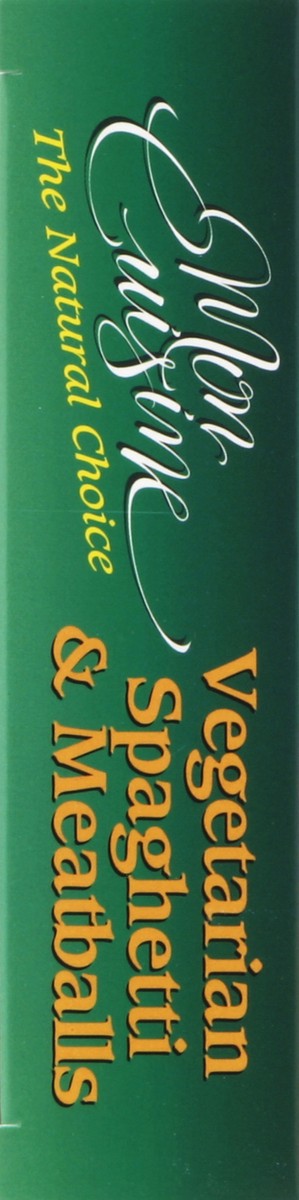 Mon
Cuisine
The Natural Choice
Vegetarian
Spaghetti
& Meatballs